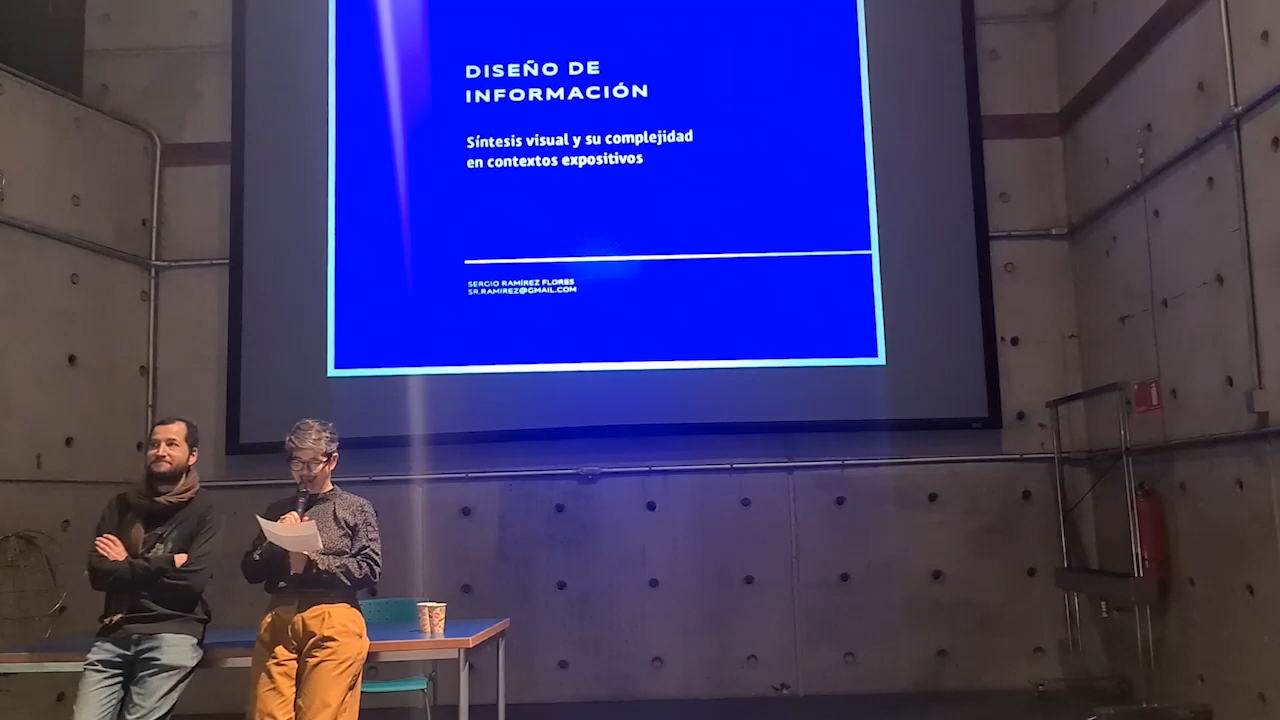 DISEÑO DE
INFORMACIÓN
Síntesis visual y su complejidad
en contextos expositivos
SERGIO RAMÍREZ FLORES
SR.RAMIREZ@GMAIL.COM